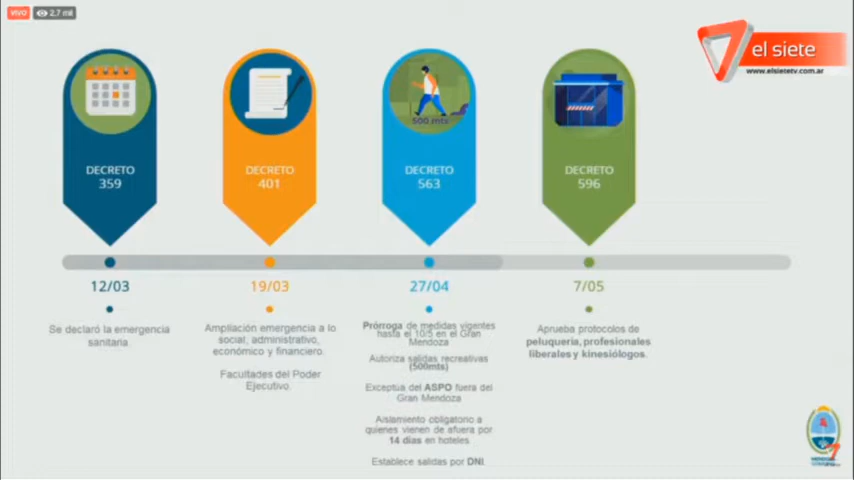 VIVO 2,7 mil
el siete
www.elsietetv.com.ar
500 mts
DECRETO
359
DECRETO
401
DECRETO
563
DECRETO
596
12/03
19/03
27/04
7/05
Se declaró la emergencia
sanitaria.
Ampliación emergencia a lo
social, administrativo,
económico y financiero.
Facultades del Poder
Ejecutivo.
Prórroga de medidas vigentes
hasta el 10/5 en el Gran
Mendoza
Autoriza salidas recreativas
(500mts)
Exceptúa del ASPO fuera del
Gran Mendoza
Aislamiento obligatorio a
quienes vienen de afuera por
14 días en hoteles
Establece salidas por DNI.
Aprueba protocolos de
peluquería, profesionales
liberales y kinesiólogos.